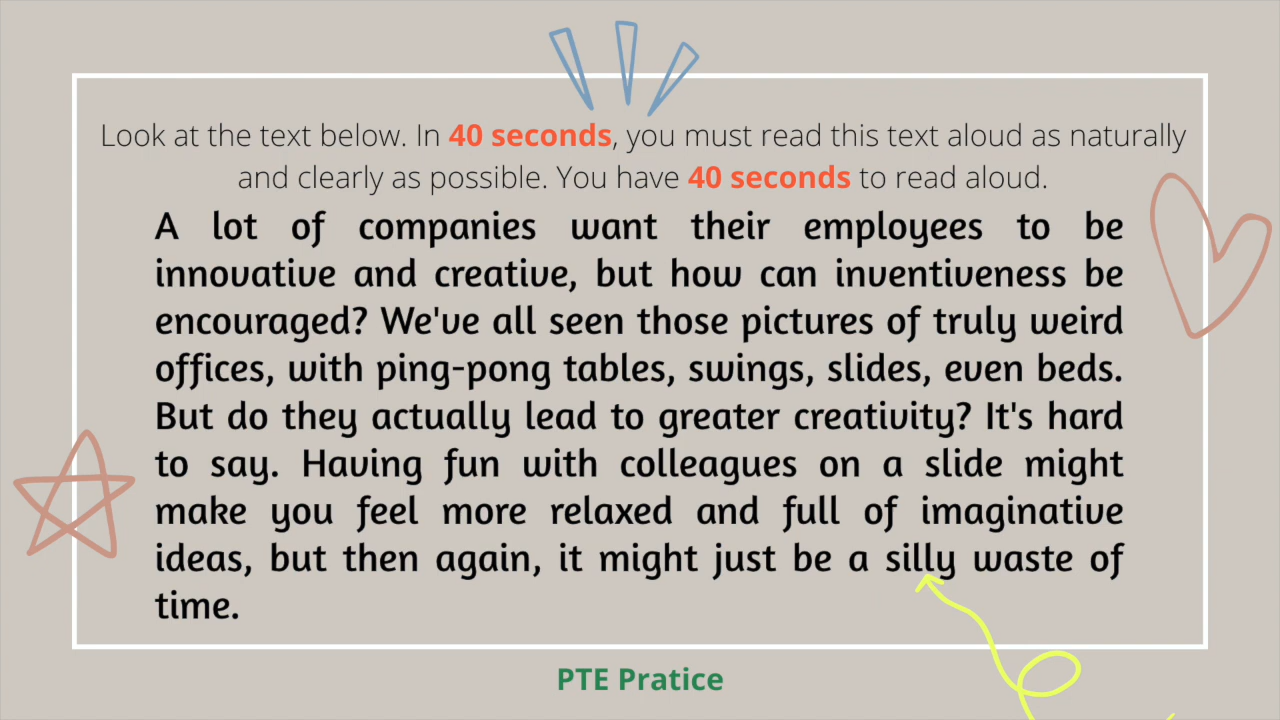 Look at the text below. In 40 seconds, you must read this text aloud as naturally
and clearly as possible. You have 40 seconds to read aloud.
A lot of companies want their employees to be
innovative and creative, but how can inventiveness be
encouraged? We've all seen those pictures of truly weird
offices, with ping-pong tables, swings, slides, even beds.
But do they actually lead to greater creativity? It's hard
to say. Having fun with colleagues on a slide might
make you feel more relaxed and full of imaginative
ideas, but then again, it might just be a silly waste of
time.
PTE Pratice